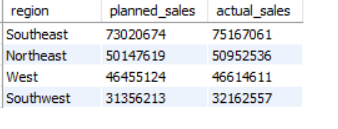 region planned_sales actual_sales
Southeast 73020674 75167061
Northeast 50147619 50952536
West 46455124 46614611
Southwest 31356213 32162557